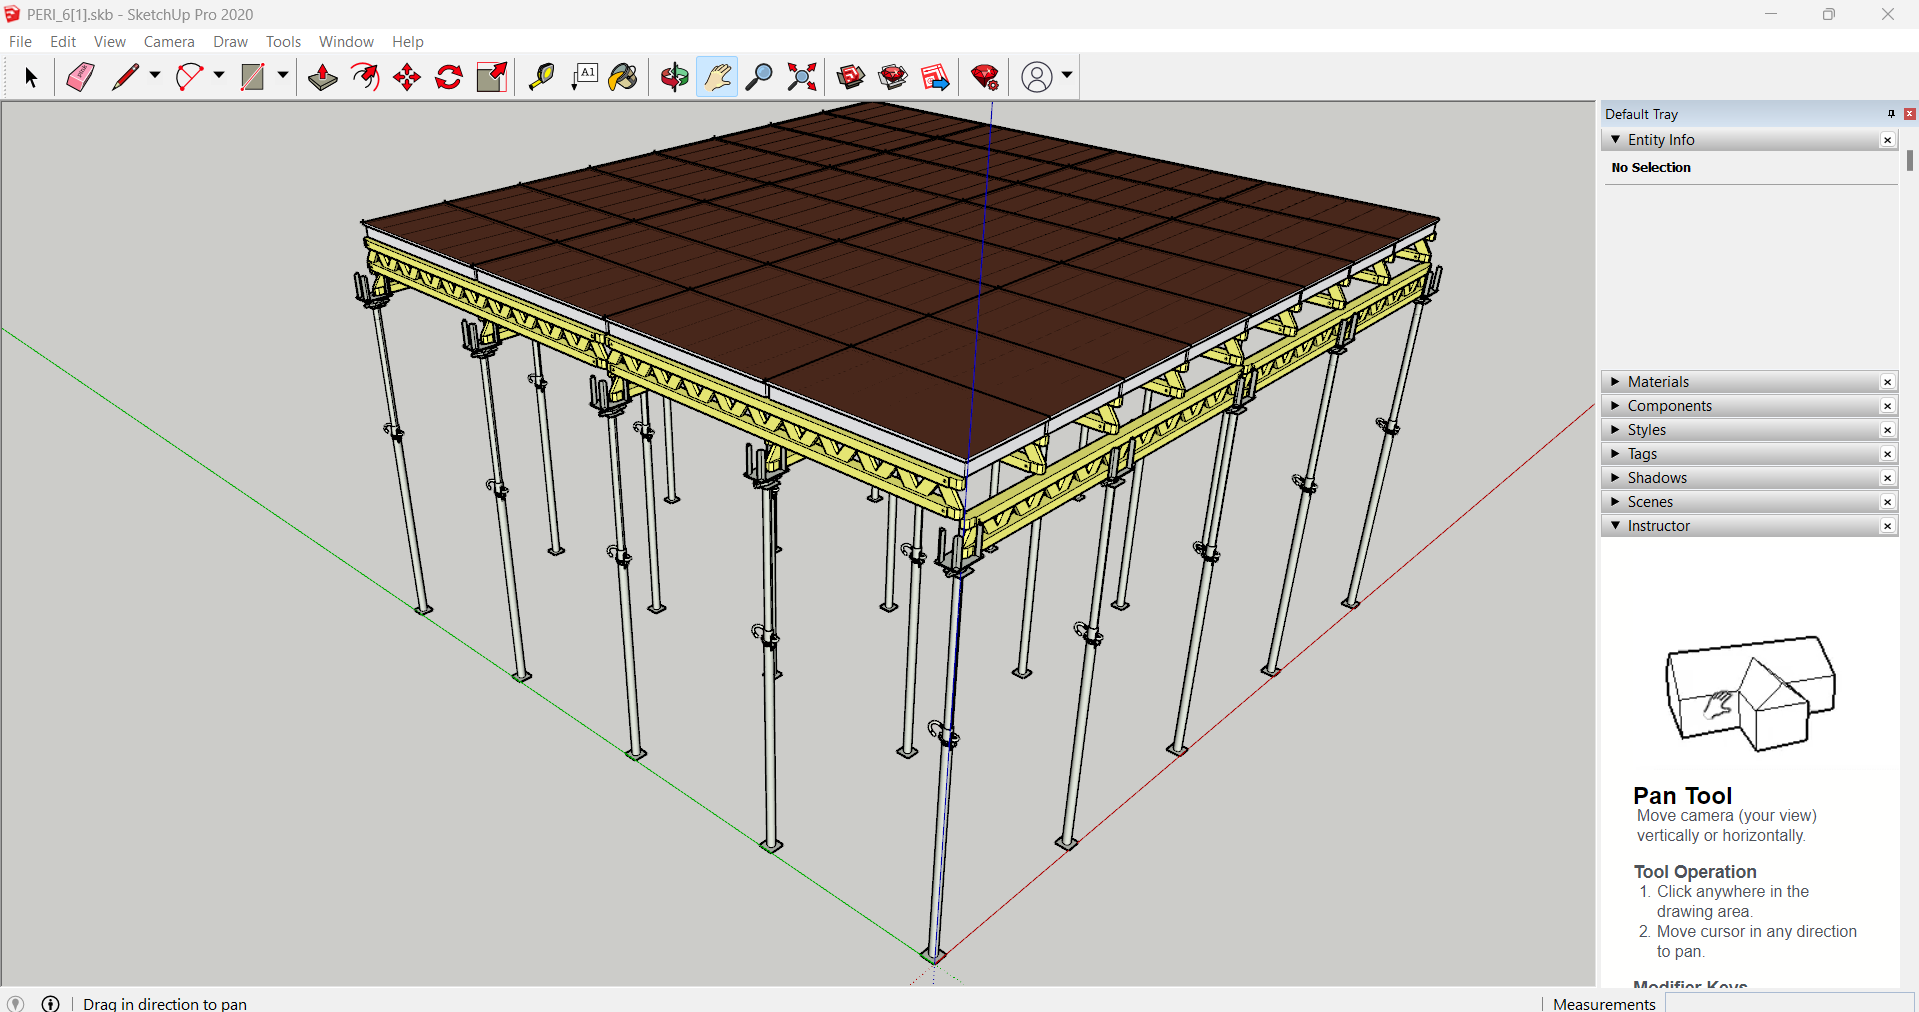 PERI_6[1].skb - SketchUp Pro 2020
File Edit View Camera Draw Tools Window Help
A1
Default Tray
Entity Info
No Selection
Materials
Components
Styles
Tags
Shadows
Scenes
Instructor
Pan Tool
Move camera (your view)
vertically or horizontally.
Tool Operation
1. Click anywhere in the
drawing area.
2. Move cursor in any direction
to pan.
Modifier Keys
Drag in direction to pan
Measurements